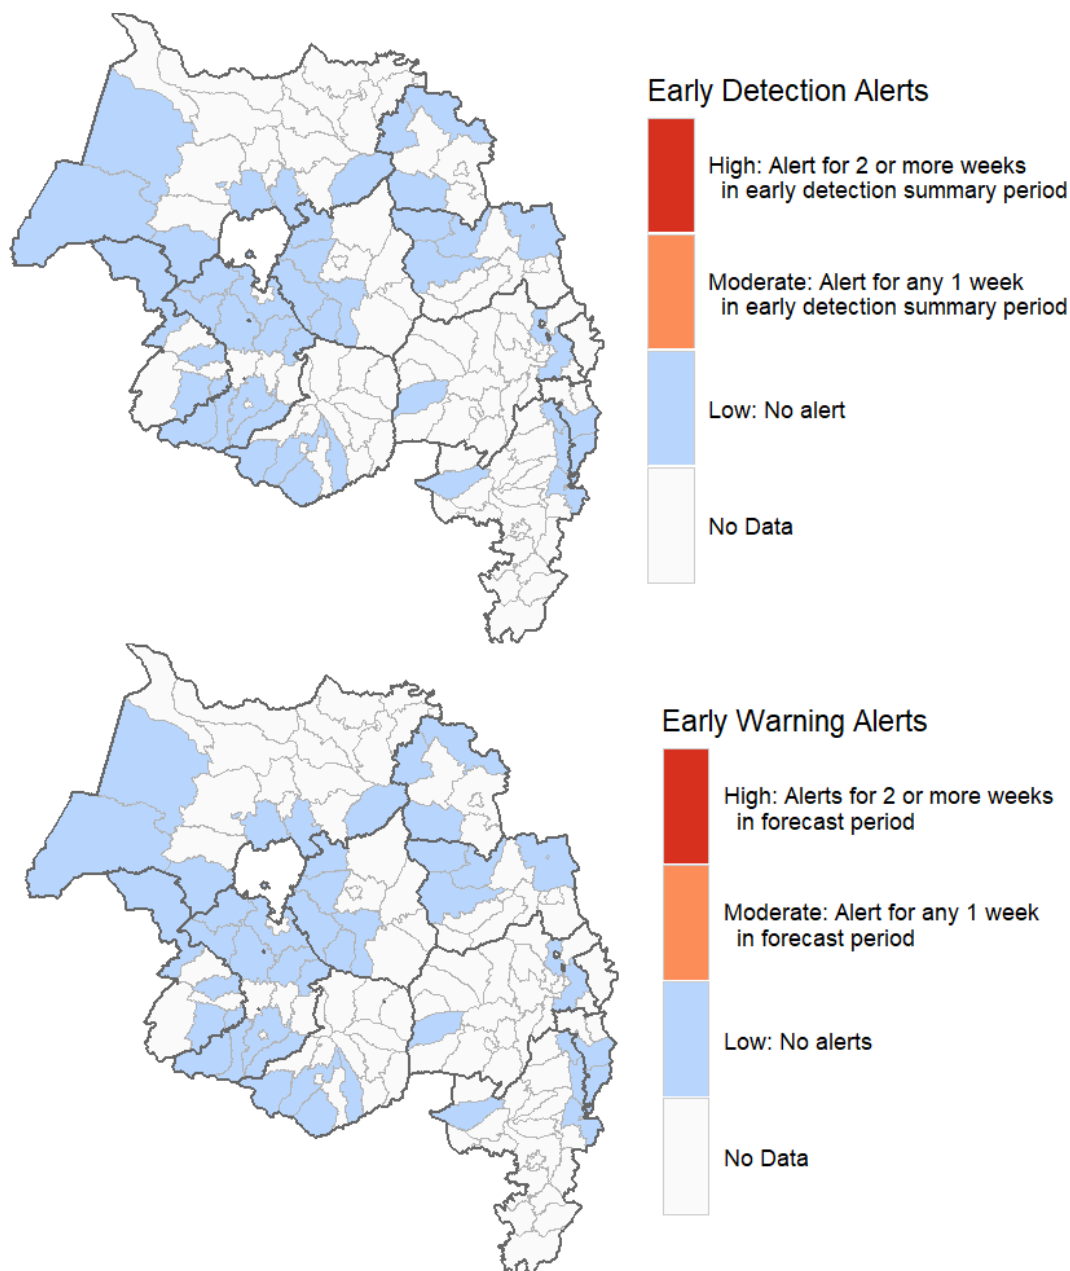 Early Detection Alerts
High: Alert for 2 or more weeks
in early detection summary period
Moderate: Alert for any 1 week
in early detection summary period
Low: No alert
No Data
Early Warning Alerts
High: Alerts for 2 or more weeks
in forecast period
Moderate: Alert for any 1 week
in forecast period
Low: No alerts
No Data